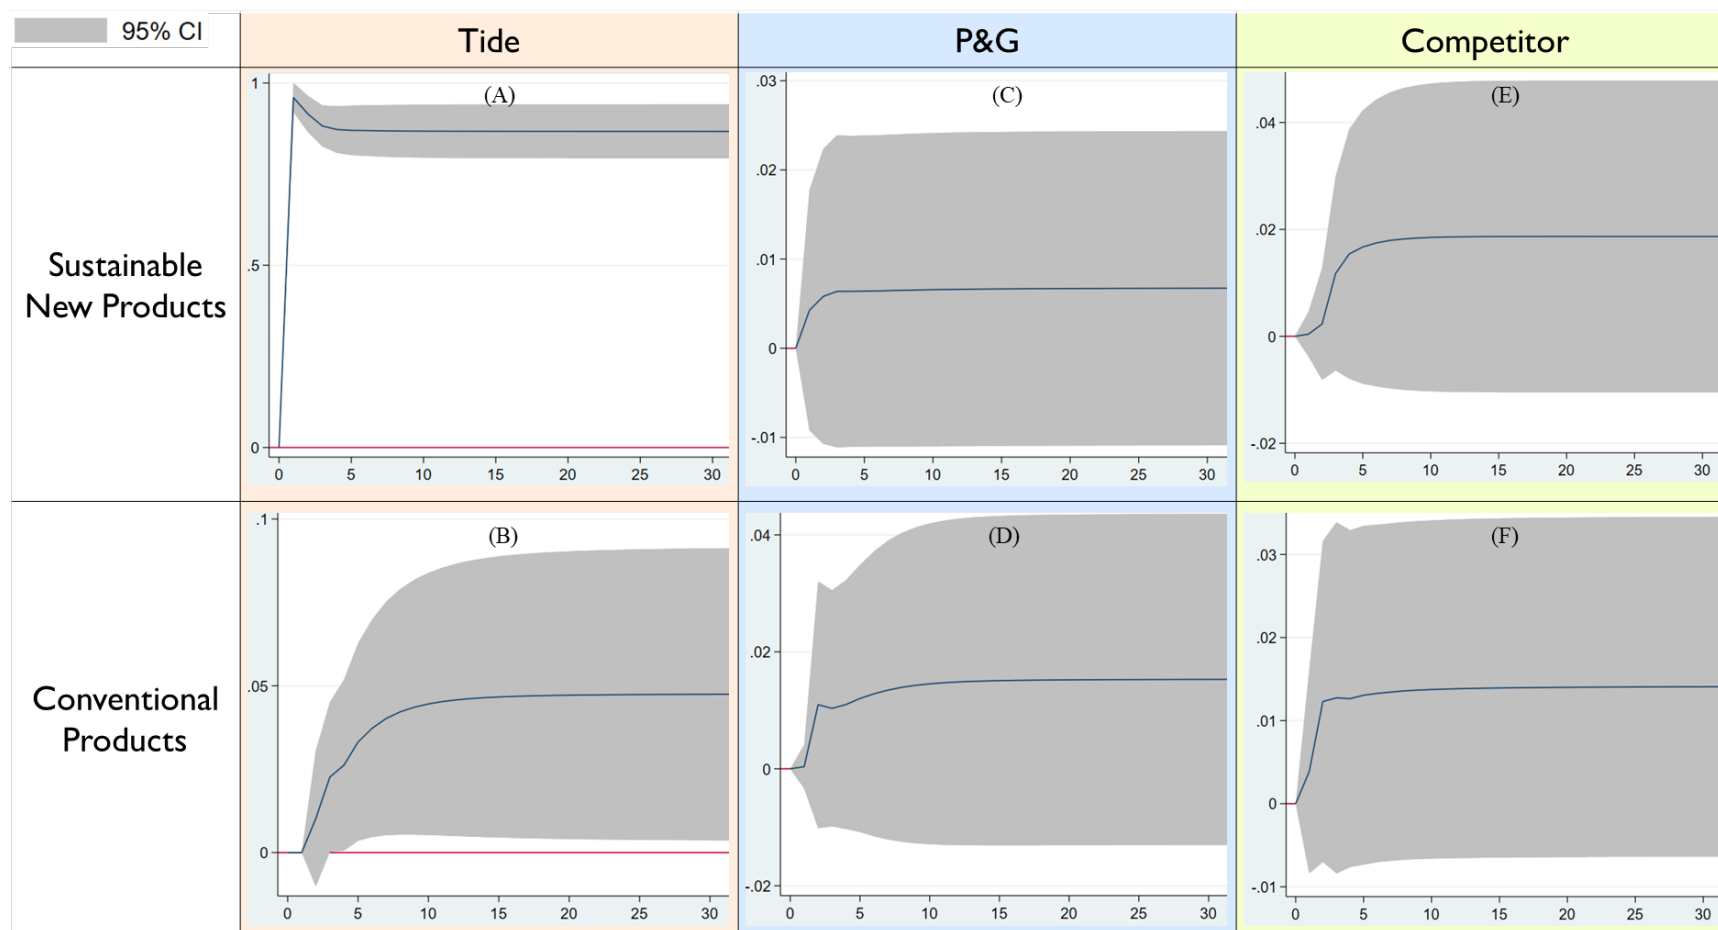 95% CI
Tide
P&G
Competitor
Sustainable
New Products
(A)
1
.5
0
0 5 10 15 20 25 30
(C)
.03
.02
.01
0
-.01
0 5 10 15 20 25 30
(E)
.04
.02
0
-.02
0 5 10 15 20 25 30
Conventional
Products
(B)
.1
.05
0
0 5 10 15 20 25 30
(D)
.04
.02
0
-.02
0 5 10 15 20 25 30
(F)
.03
.02
.01
0
-.01
0 5 10 15 20 25 30